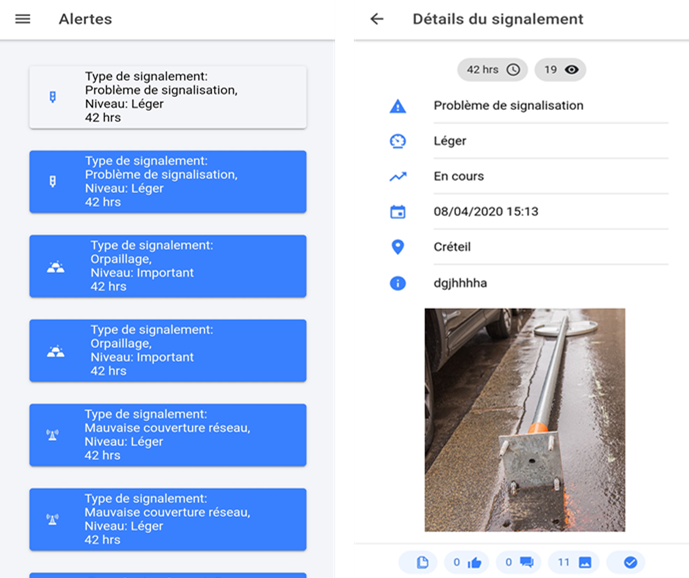 Alertes
Type de signalement:
Problème de signalisation,
Niveau: Léger
42 hrs
Type de signalement:
Problème de signalisation,
Niveau: Léger
42 hrs
Type de signalement:
Orpaillage,
Niveau: Important
42 hrs
Type de signalement:
Orpaillage,
Niveau: Important
42 hrs
Type de signalement:
Mauvaise couverture réseau,
Niveau: Léger
42 hrs
Type de signalement:
Mauvaise couverture réseau,
Niveau: Léger
42 hrs
Détails du signalement
42 hrs 19
Problème de signalisation
Léger
En cours
08/04/2020 15:13
Créteil
dgjhhhha
0 0 11